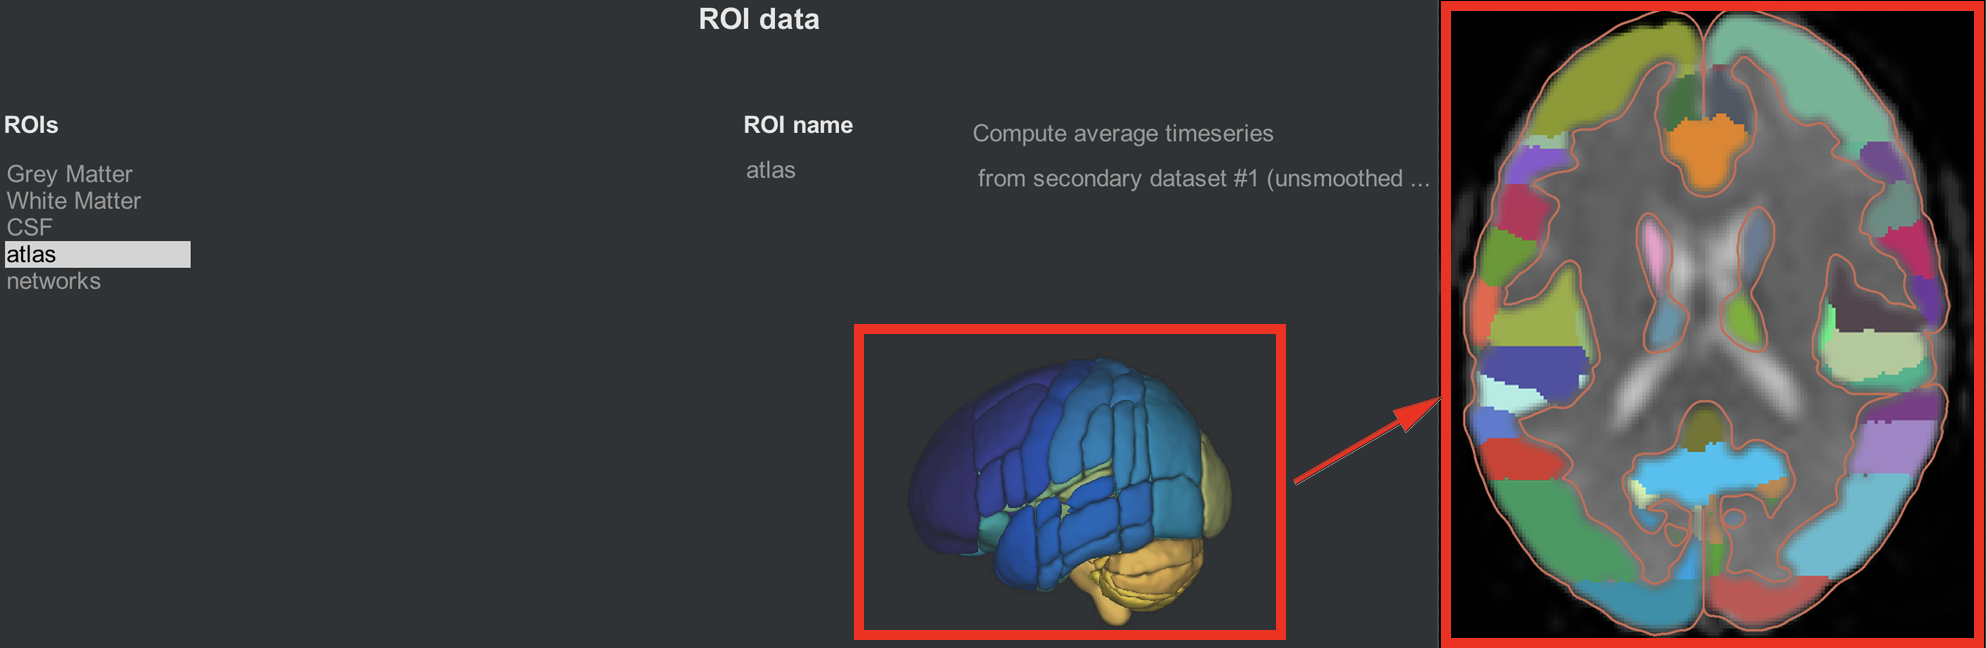 ROI data
ROIs
Grey Matter
White Matter
CSF
atlas
networks
ROI name
atlas
Compute average timeseries
from secondary dataset #1 (unsmoothed ...